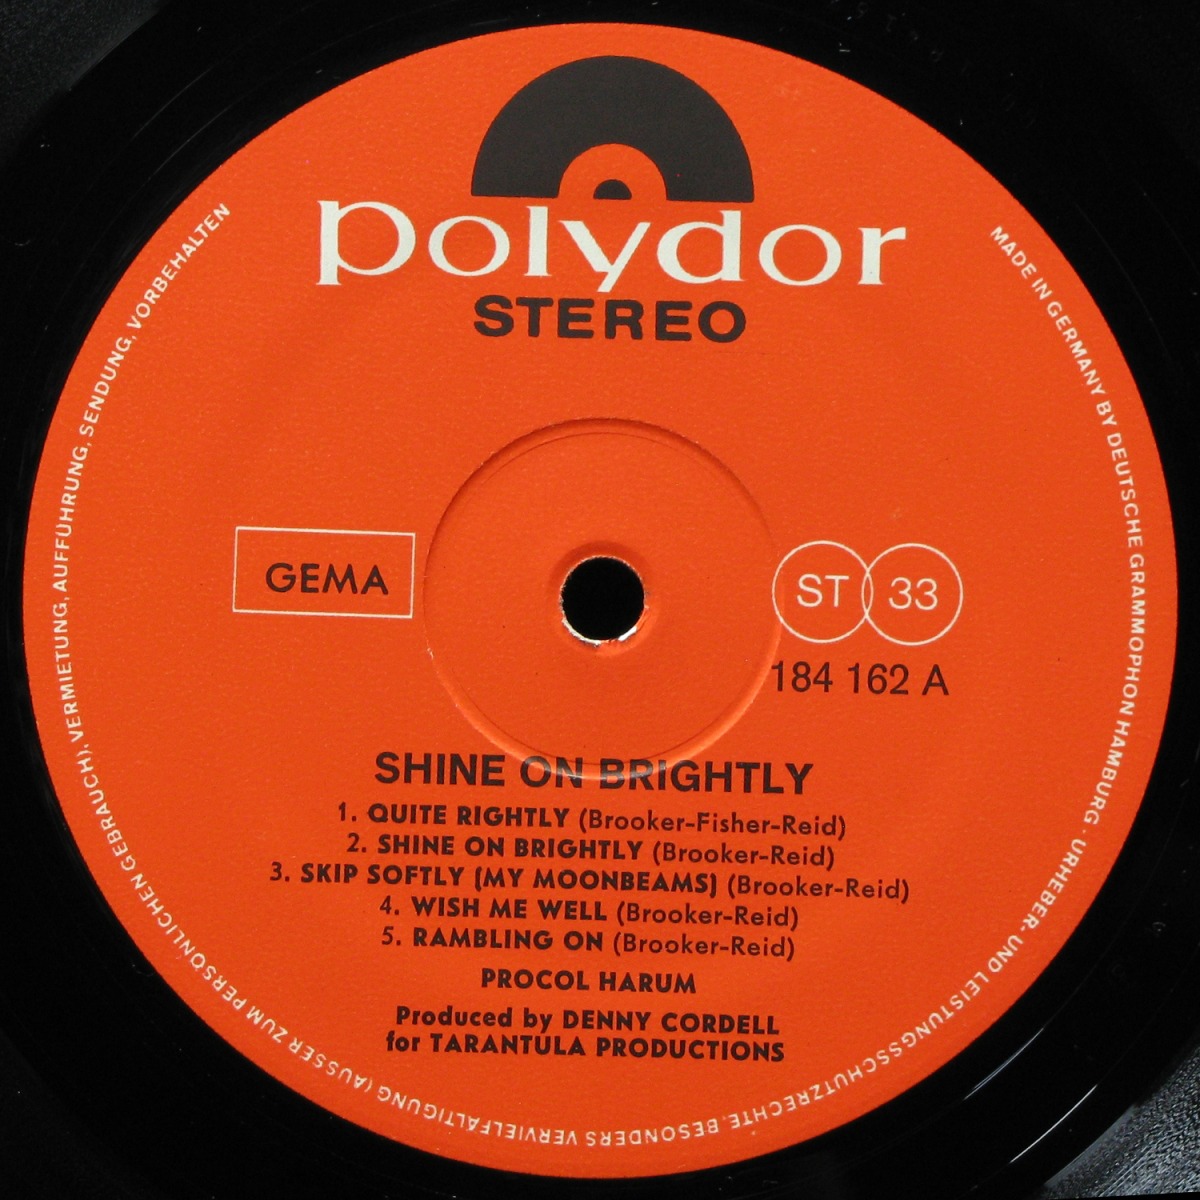 polydor
STEREO
GEMA
ST 33
184 162 A
SHINE ON BRIGHTLY
1. QUITE RIGHTLY (Brooker-Fisher-Reid)
2. SHINE ON BRIGHTLY (Brooker-Reid)
3. SKIP SOFTLY (MY MOONBEAMS) (Brooker-Reid)
4. WISH ME WELL (Brooker-Reid)
5. RAMBLING ON (Brooker-Reid)
PROCOL HARUM
Produced by DENNY CORDELL
for TARANTULA PRODUCTIONS
MADE IN GERMANY BY DEUTSCHE GRAMMOPHON HAMBURG · URHEBER- UND LEISTUNGSSCHUTZRECHTE, BESONDERS VERVIELFÄLTIGUNG (AUSSER ZUM PERSÖNLICHEN GEBRAUCH), VERMIETUNG, AUFFÜHRUNG, SENDUNG, VORBEHALTEN